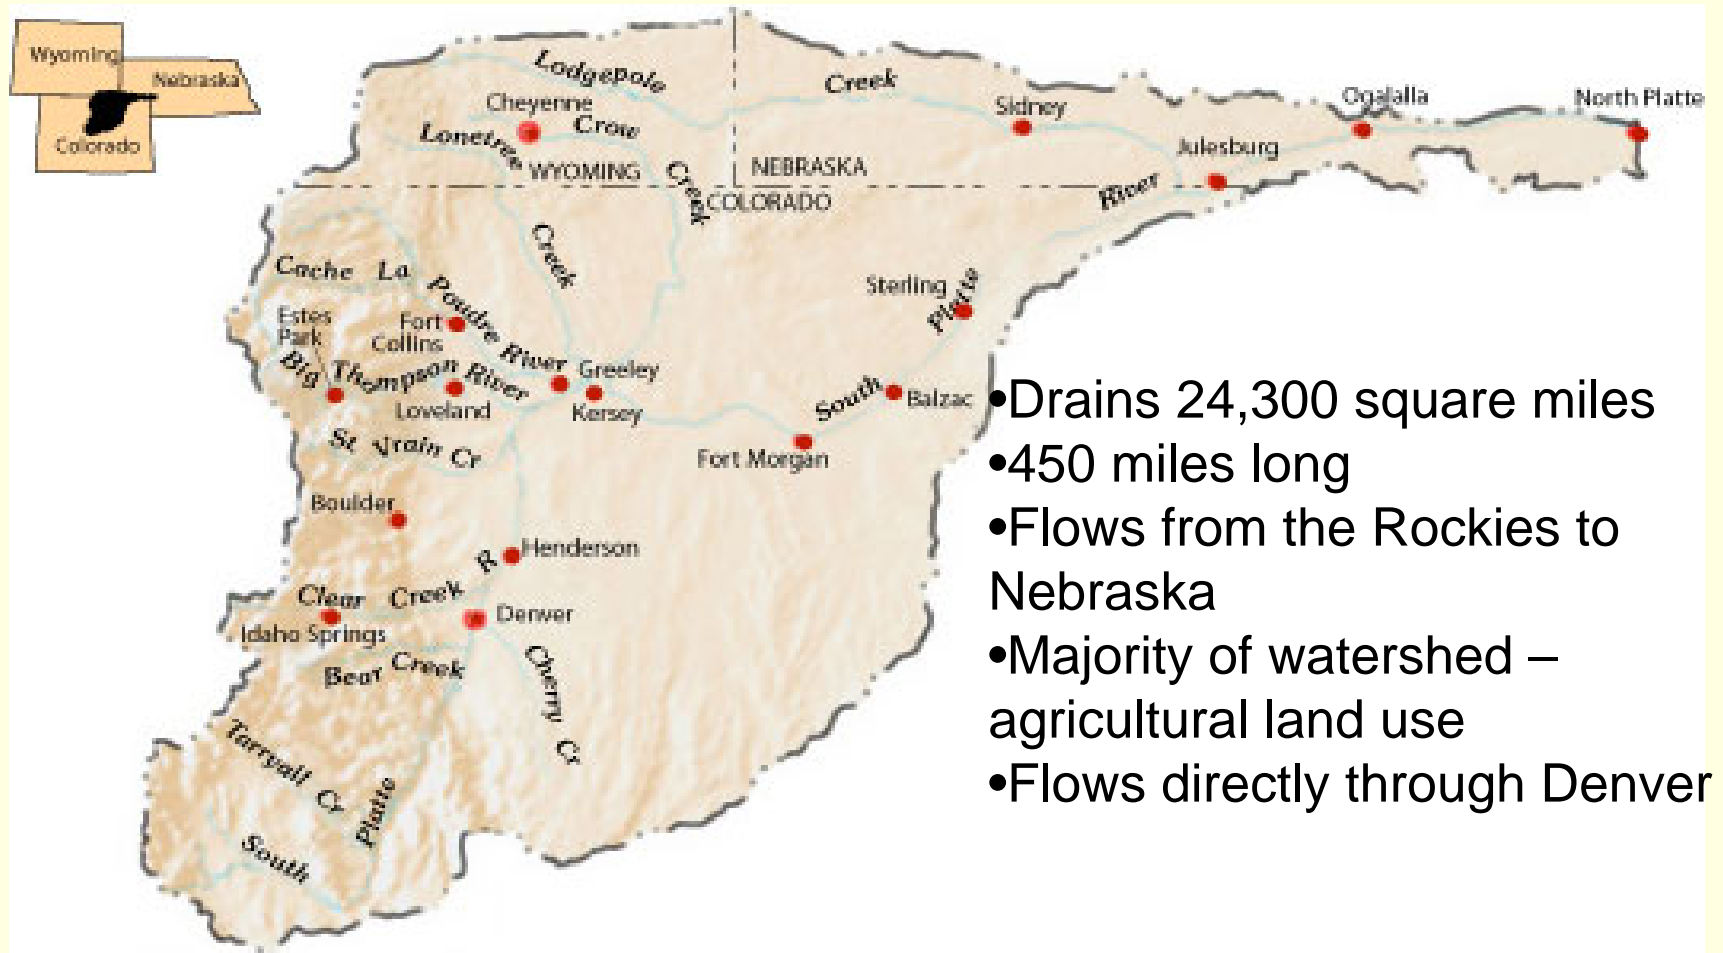 Wyoming
Nebraska
Colorado
Lodgepole Creek
Cheyenne
Crow Creek
Lonetree Creek
WYOMING
NEBRASKA
COLORADO
Sidney
Ogalalla
North Platte
Julesburg
South Platte River
Sterling
Cache La Poudre River
Estes
Park
Fort
Collins
Big Thompson River
Greeley
Loveland
Kersey
Balzac
Fort Morgan
St Vrain Cr
Boulder
Henderson
Clear Creek
Idaho Springs
Denver
Bear Creek
Cherry Cr
Tarryall Cr
South Platte R
•Drains 24,300 square miles
•450 miles long
•Flows from the Rockies to
Nebraska
•Majority of watershed –
agricultural land use
•Flows directly through Denver